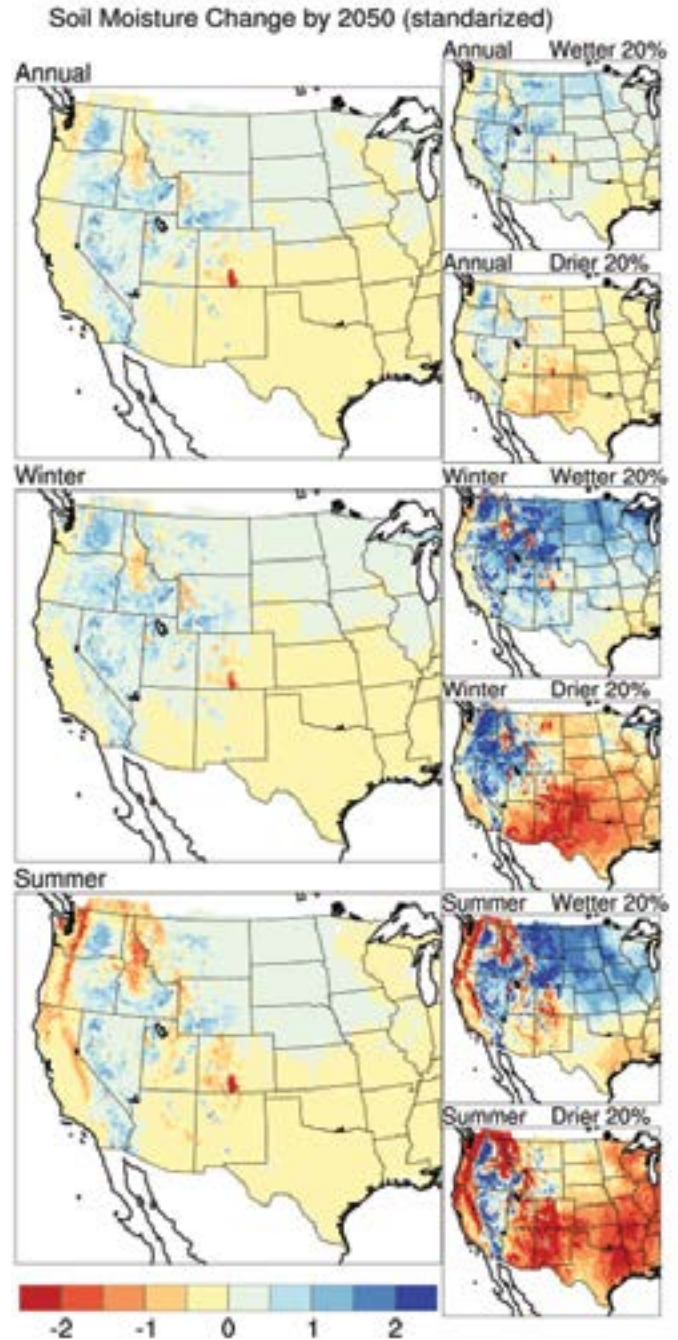 Soil Moisture Change by 2050 (standarized)
Annual
Annual Wetter 20%
Annual Drier 20%
Winter
Winter Wetter 20%
Winter Drier 20%
Summer
Summer Wetter 20%
Summer Drier 20%
-2 -1 0 1 2